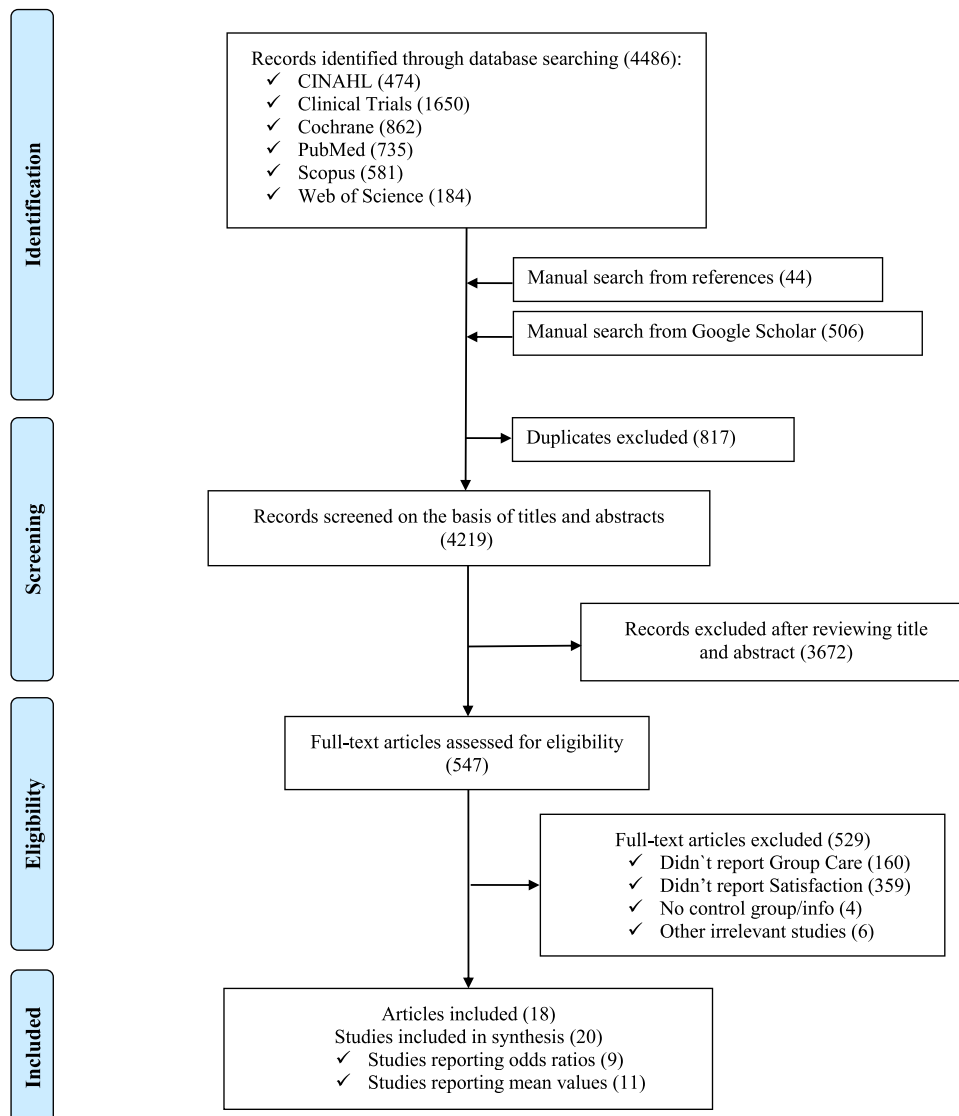 Identification
Records identified through database searching (4486):
✓ CINAHL (474)
✓ Clinical Trials (1650)
✓ Cochrane (862)
✓ PubMed (735)
✓ Scopus (581)
✓ Web of Science (184)
Manual search from references (44)
Manual search from Google Scholar (506)
Screening
Duplicates excluded (817)
Records screened on the basis of titles and abstracts
(4219)
Records excluded after reviewing title
and abstract (3672)
Eligibility
Full-text articles assessed for eligibility
(547)
Full-text articles excluded (529)
✓ Didn`t report Group Care (160)
✓ Didn’t report Satisfaction (359)
✓ No control group/info (4)
✓ Other irrelevant studies (6)
Included
Articles included (18)
Studies included in synthesis (20)
✓ Studies reporting odds ratios (9)
✓ Studies reporting mean values (11)